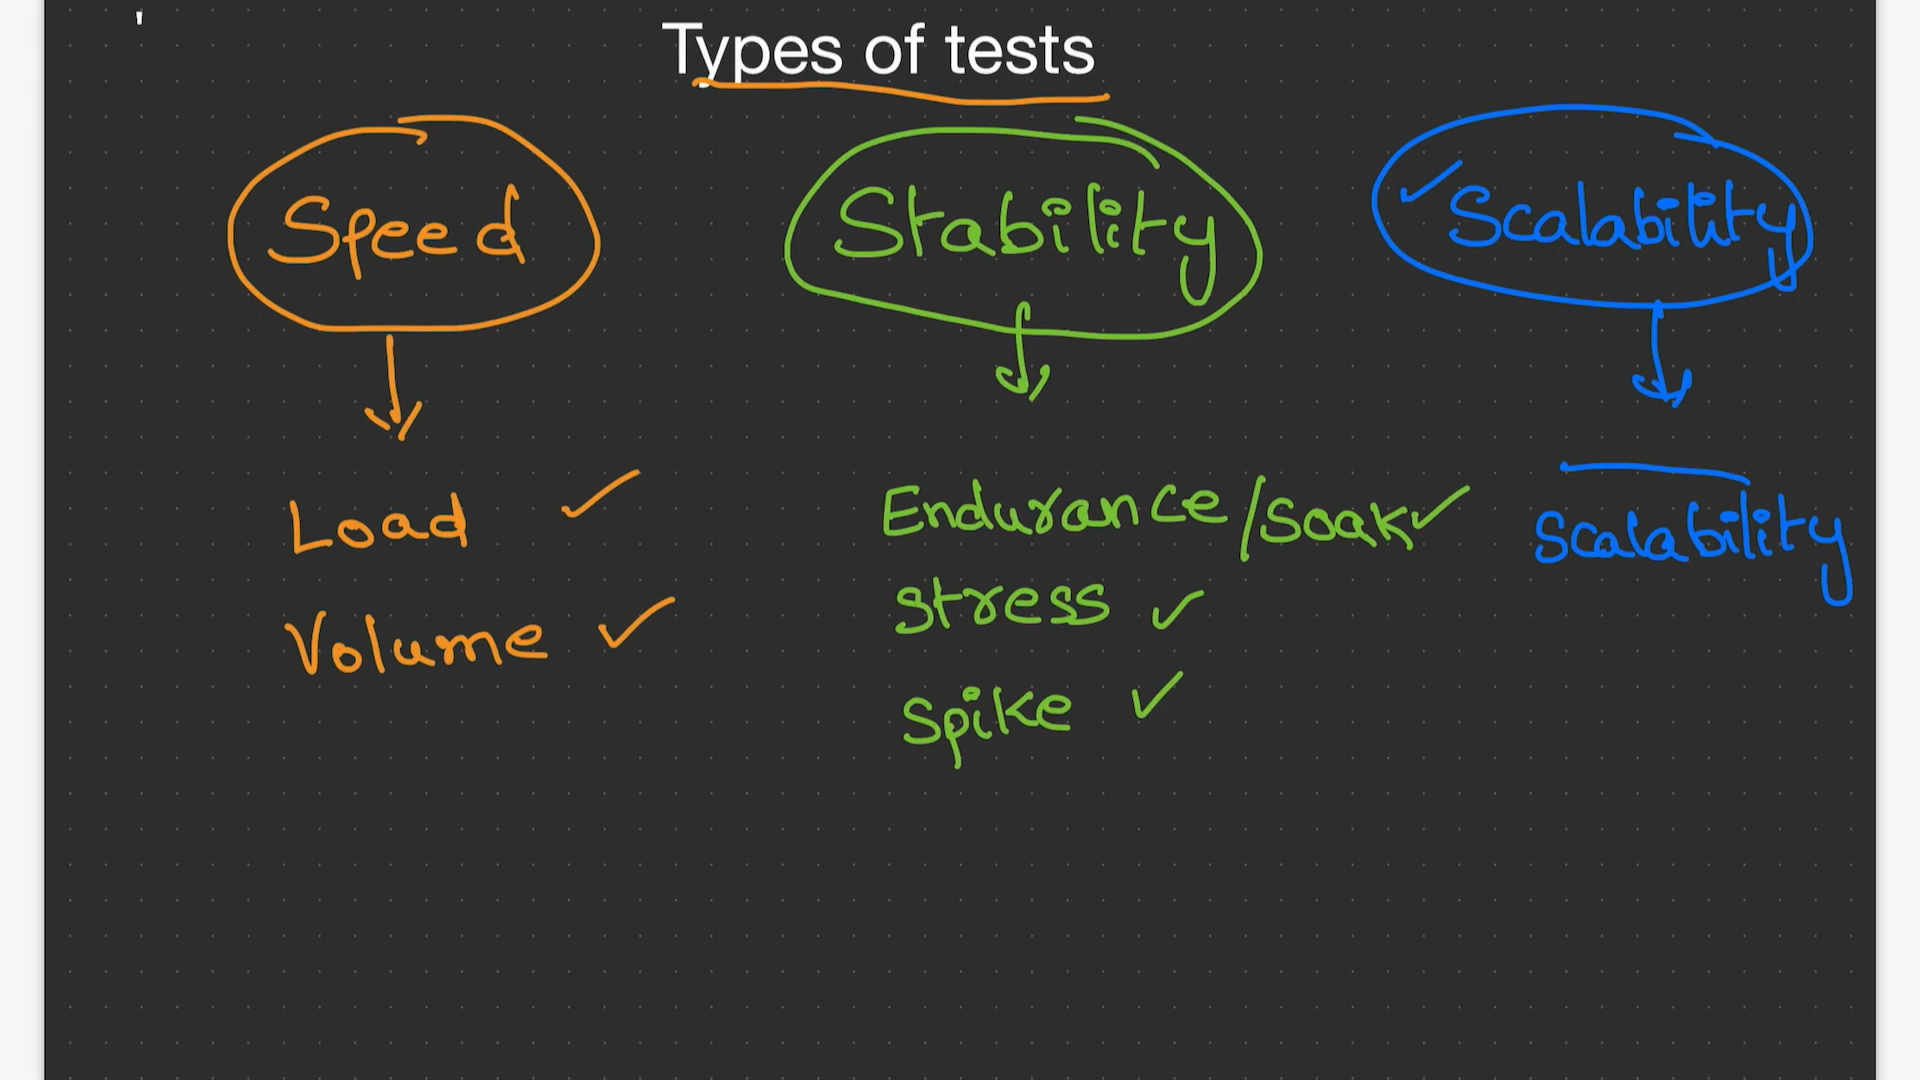 Types of tests
Speed
Stability
Scalability
Load
Volume
Endurance/Soak
Stress
Spike
Scalability